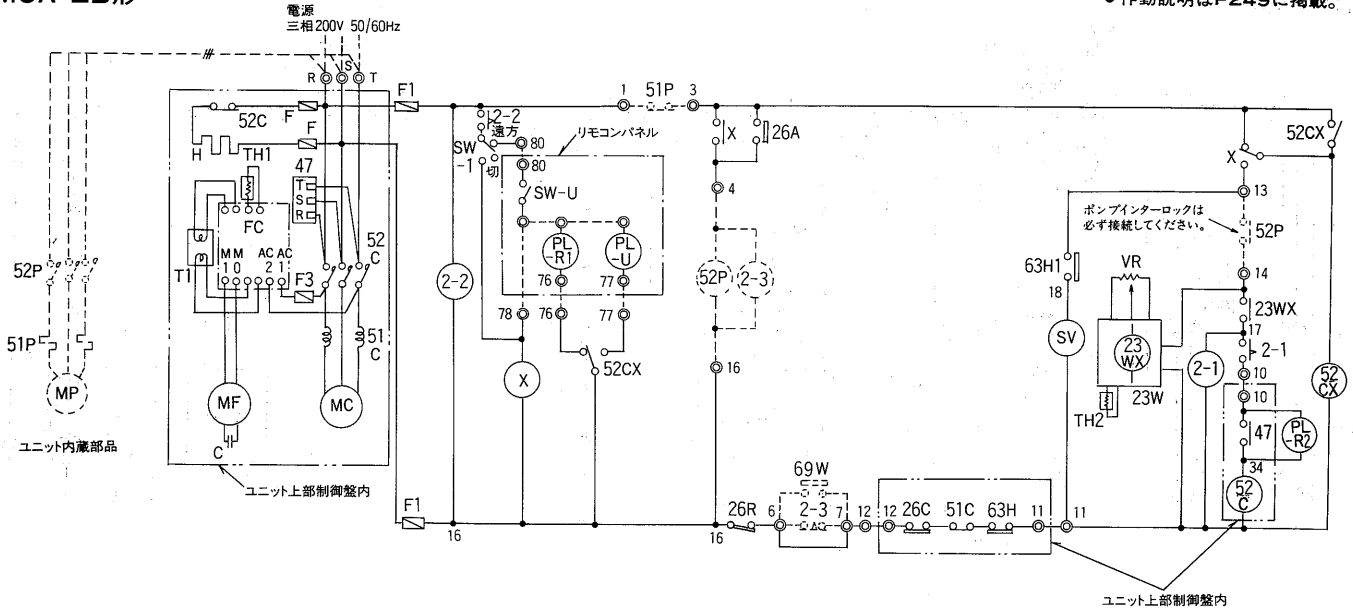 電源
三相200V 50/60Hz
R
S
T
F1
1
51P
3
52C
F
F
2-2
遠方
SW
-1
切
80
80
リモコンパネル
X
26A
X
52CX
H
TH1
47
T
S
R
SW-U
4
13
ポンプインターロックは
必ず接続してください。
52P
FC
PL
-R1
PL
-U
52P
T1
M
1
M
0
AC
2
AC
1
F3
52
C
2-2
76
77
52P
2-3
63H1
18
VR
14
23WX
51P
51
C
78
76
77
16
SV
23
WX
17
2-1
2-1
52
CX
MP
MF
MC
X
52CX
23W
10
10
TH2
C
47
PL
-R2
ユニット内蔵部品
34
52
C
ユニット上部制御盤内
F1
69W
16
16
26R
6
2-3
7
12
12
26C
51C
63H
11
11
ユニット上部制御盤内